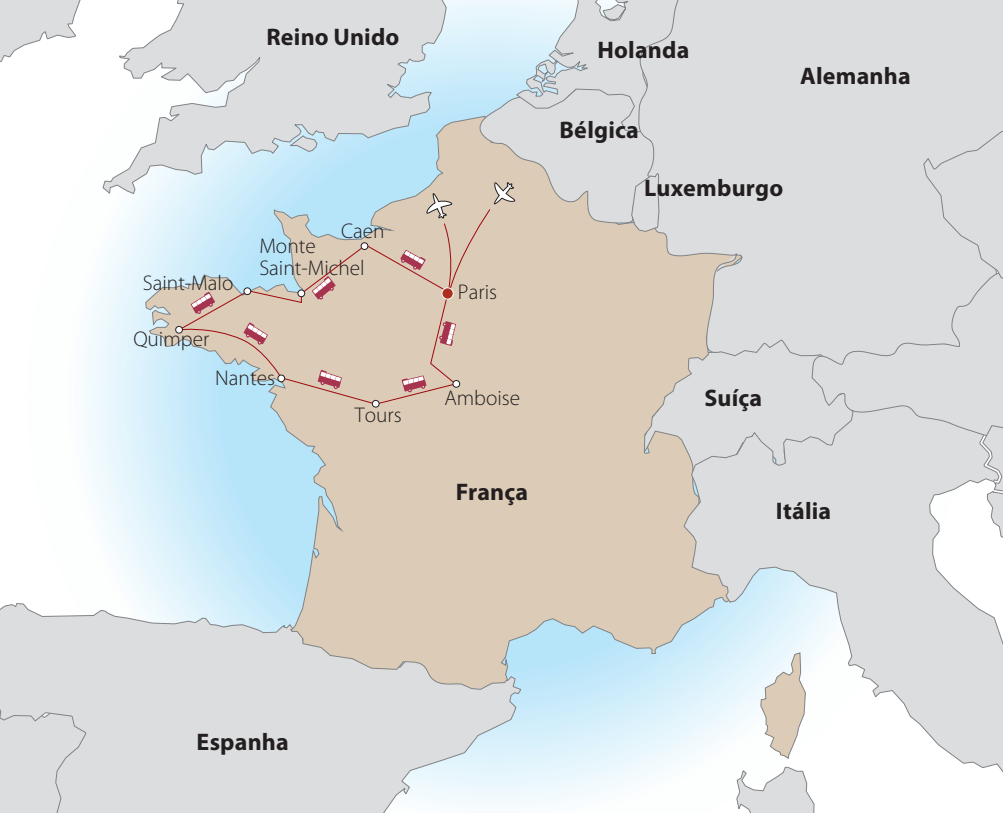 Reino Unido
Holanda
Alemanha
Bélgica
Luxemburgo
Caen
Monte
Saint-Michel
Saint-Malo
Paris
Quimper
Nantes
Amboise
Tours
Suíça
França
Itália
Espanha